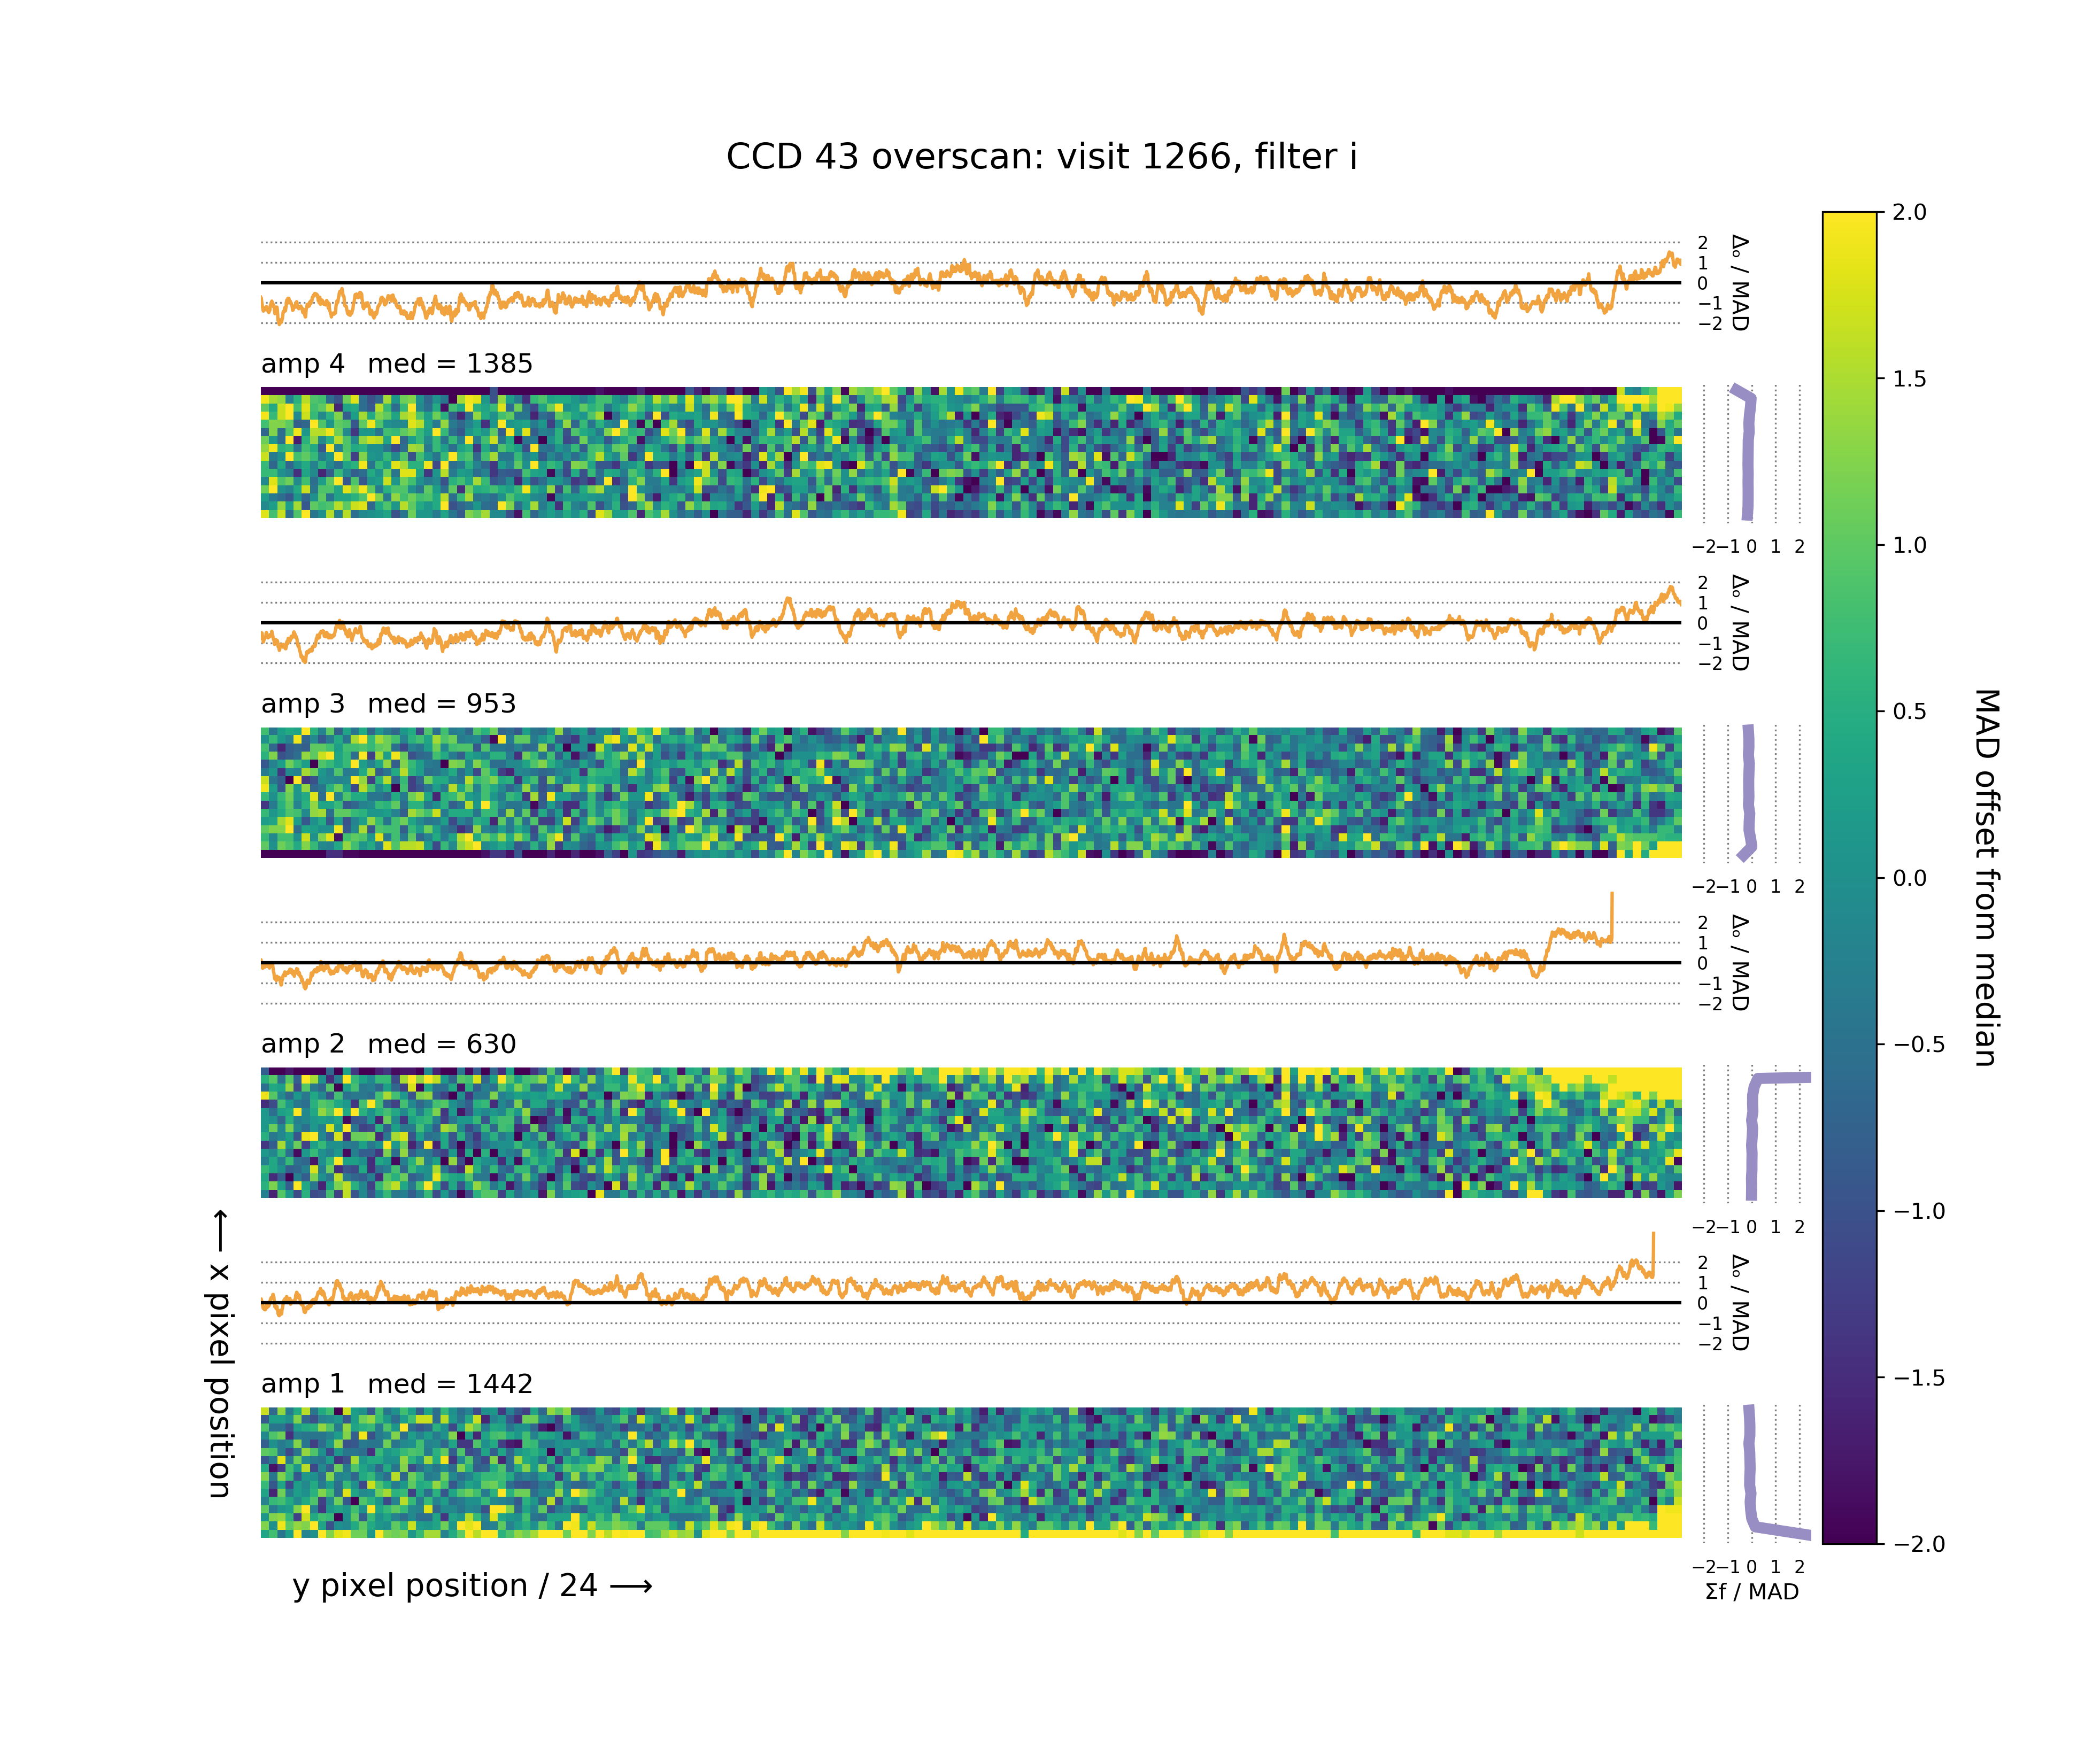 CCD 43 overscan: visit 1266, filter i
2
1
0
−1
−2
Δₒ / MAD
amp 4 med = 1385
−2 −1 0 1 2
2
1
0
−1
−2
Δₒ / MAD
amp 3 med = 953
−2 −1 0 1 2
2
1
0
−1
−2
Δₒ / MAD
amp 2 med = 630
−2 −1 0 1 2
2
1
0
−1
−2
Δₒ / MAD
amp 1 med = 1442
−2 −1 0 1 2
Σf / MAD
y pixel position / 24 ⟶
⟵ x pixel position
2.0
1.5
1.0
0.5
0.0
−0.5
−1.0
−1.5
−2.0
MAD offset from median